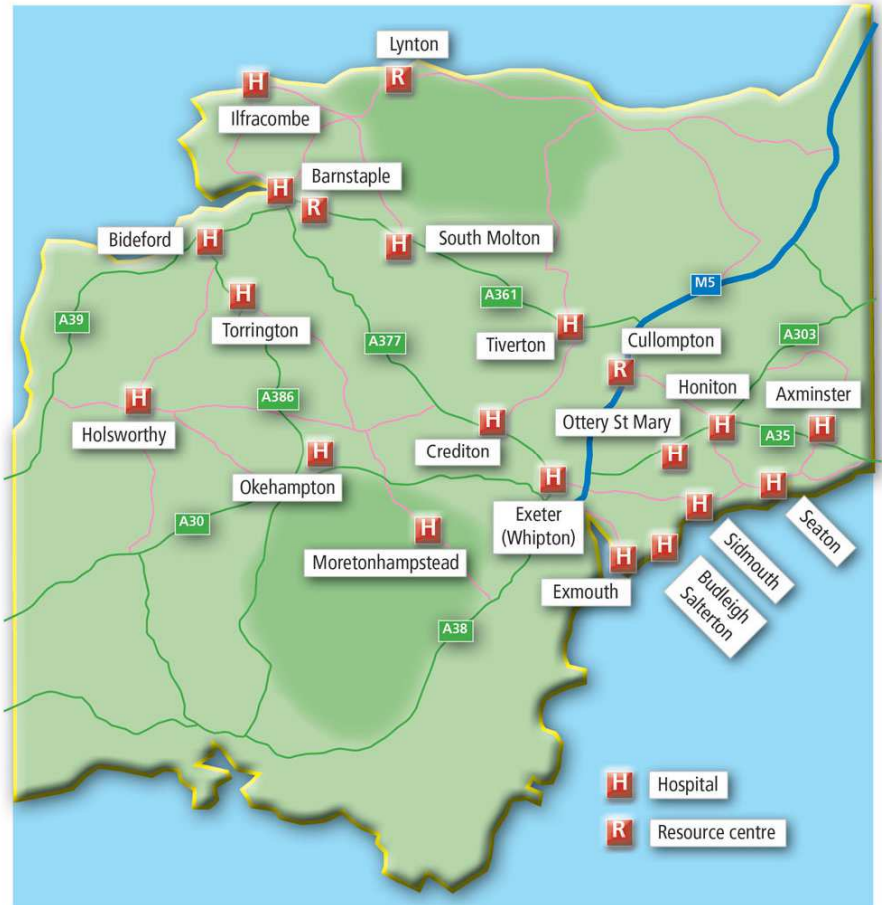 Lynton
H
R
Ilfracombe
Barnstaple
H
R
Bideford
H
H
South Molton
M5
H
A361
Torrington
A39
H
A303
A377
Tiverton
Cullompton
R
Honiton
Axminster
H
A386
Holsworthy
Ottery St Mary
H
H
H
A35
Crediton
H
H
Okehampton
H
H
H
Exeter
(Whipton)
A30
H
Moretonhampstead
H
H
Exmouth
Seaton
Sidmouth
Budleigh
Salterton
A38
H
Hospital
R
Resource centre